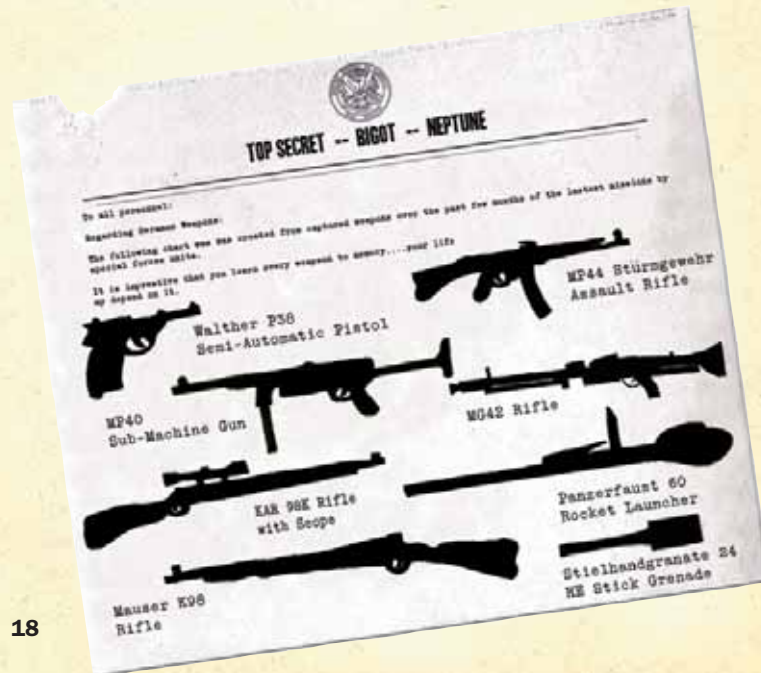 TOP SECRET -- BIGOT -- NEPTUNE
To all personnel:
Regarding Germans Weapons:
The following chart was created from captured weapons over the past few months of the lastest missions by
special forces units.
It is imperative that you learn every weapon to memory....your life
my depend on it.
MP44 Stürmgewehr
Assault Rifle
Walther P38
Semi-Automatic Pistol
MP40
Sub-Machine Gun
MG42 Rifle
KAR 98K Rifle
with Scope
Panzerfaust 60
Rocket Launcher
Mauser K98
Rifle
Stielhandgranate 24
HE Stick Grenade
18